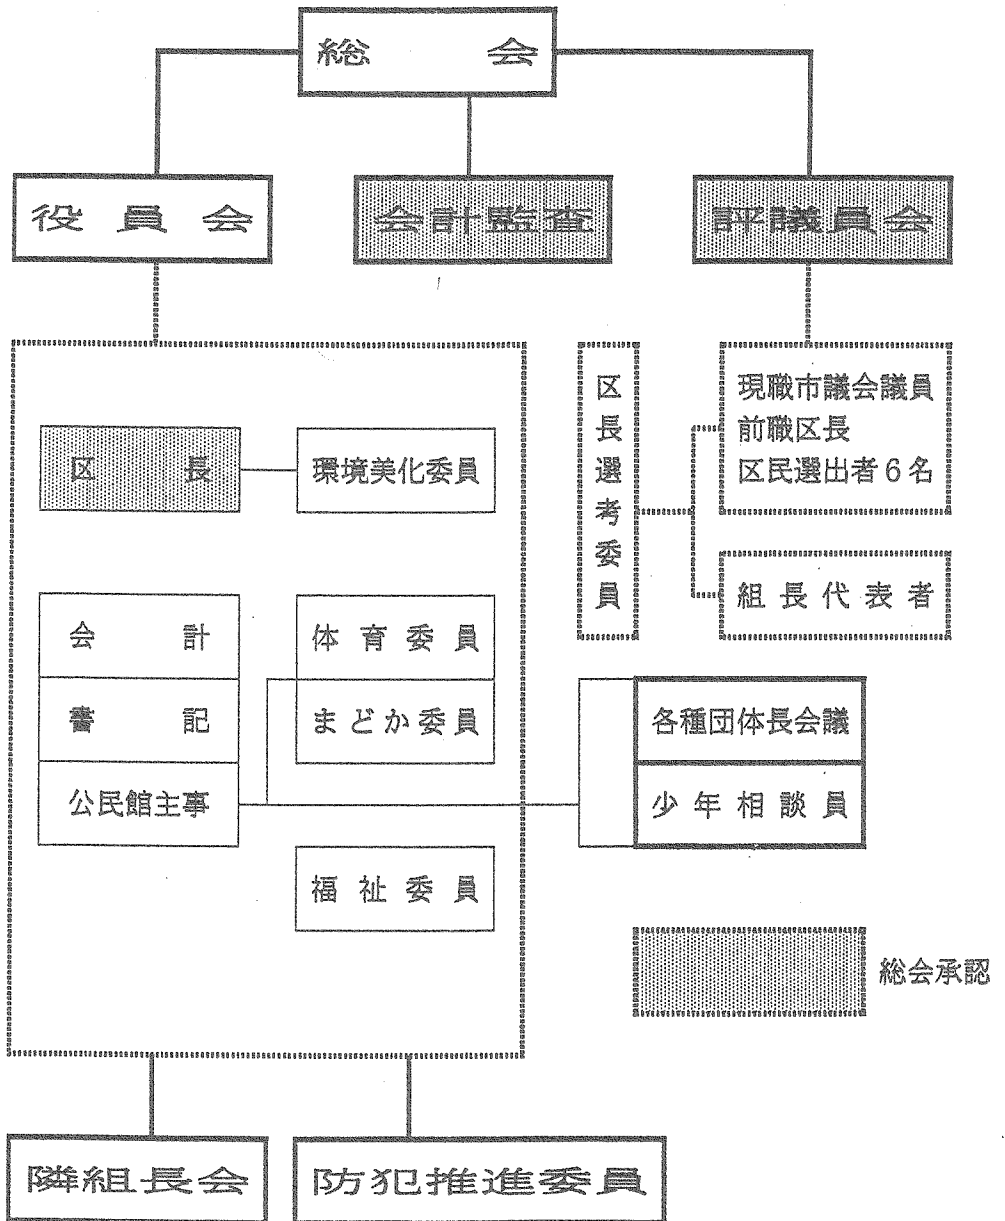 総会
役員会
会計監査
評議員会
区長
環境美化委員
会計
書記
公民館主事
体育委員
まどか委員
福祉委員
区長選考委員
現職市議会議員
前職区長
区民選出者6名
組長代表者
各種団体長会議
少年相談員
総会承認
隣組長会
防犯推進委員